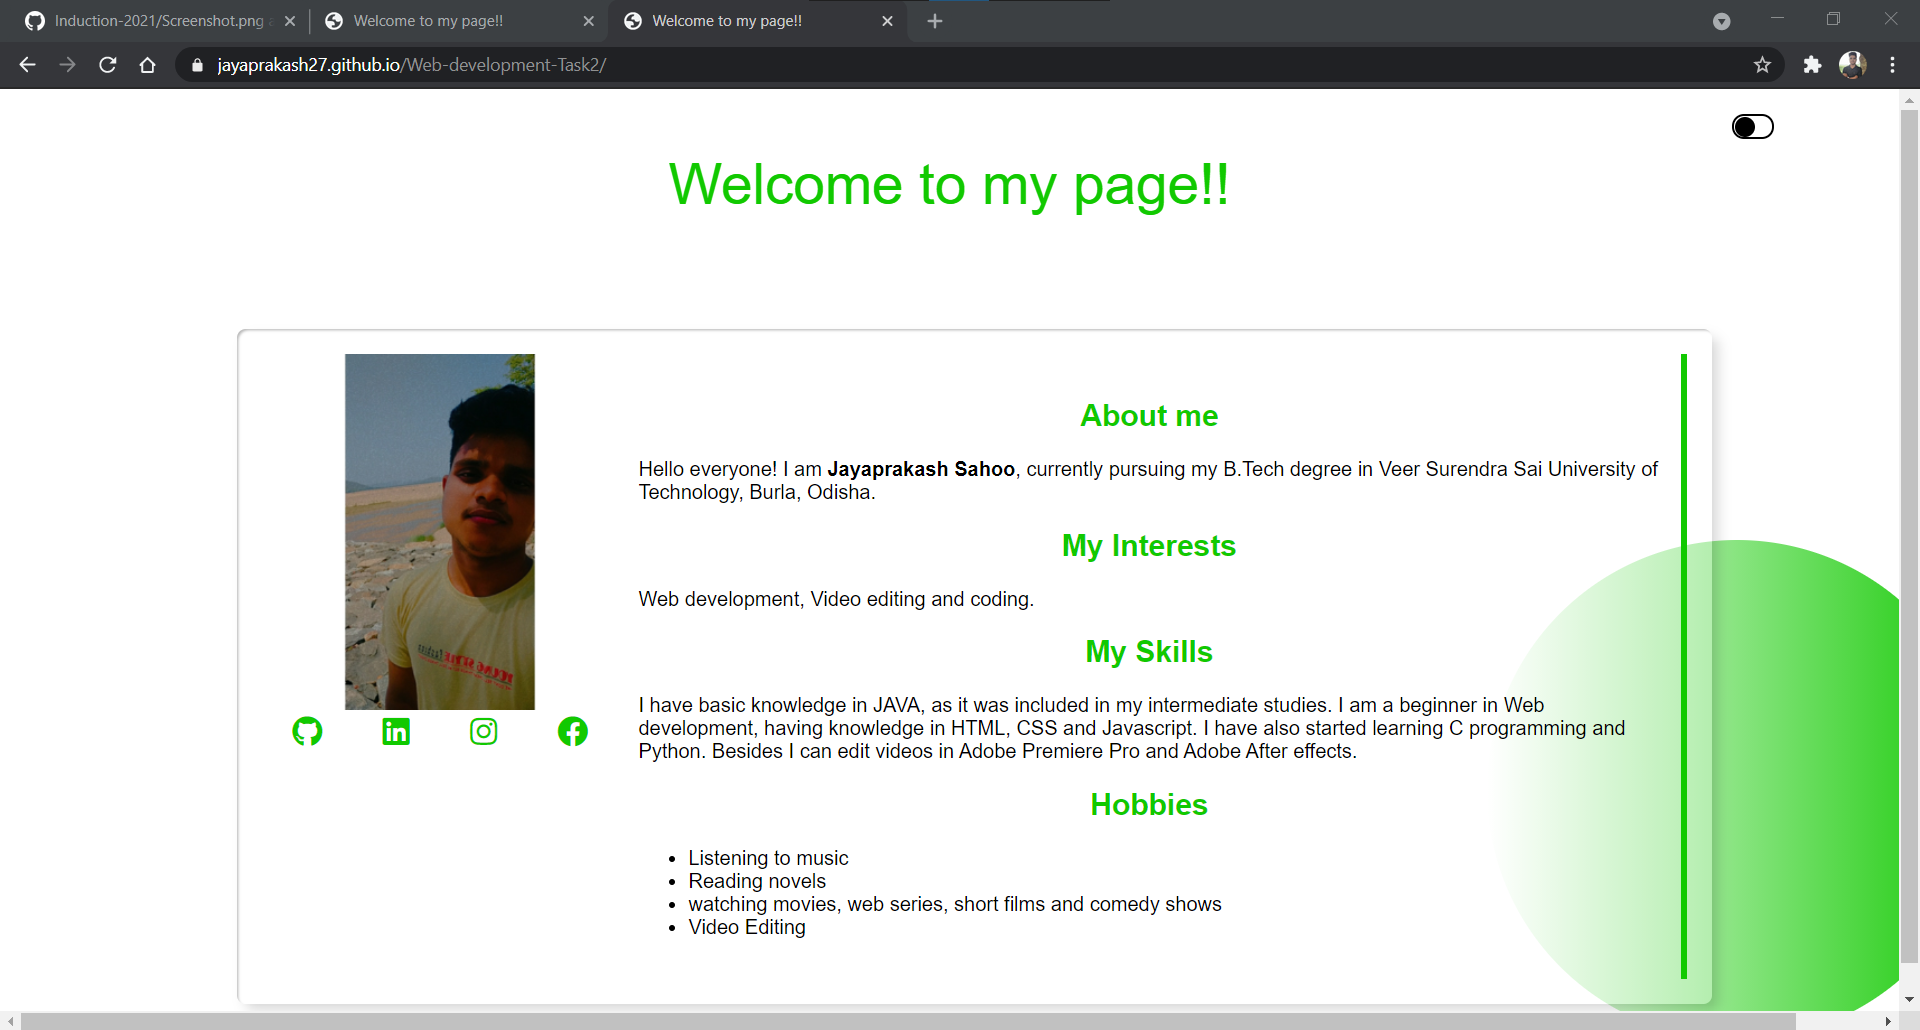 Induction-2021/Screenshot.png
Welcome to my page!!
Welcome to my page!!
jayaprakash27.github.io/Web-development-Task2/
Welcome to my page!!
About me
Hello everyone! I am Jayaprakash Sahoo, currently pursuing my B.Tech degree in Veer Surendra Sai University of
Technology, Burla, Odisha.
My Interests
Web development, Video editing and coding.
My Skills
I have basic knowledge in JAVA, as it was included in my intermediate studies. I am a beginner in Web
development, having knowledge in HTML, CSS and Javascript. I have also started learning C programming and
Python. Besides I can edit videos in Adobe Premiere Pro and Adobe After effects.
Hobbies
Listening to music
Reading novels
watching movies, web series, short films and comedy shows
Video Editing